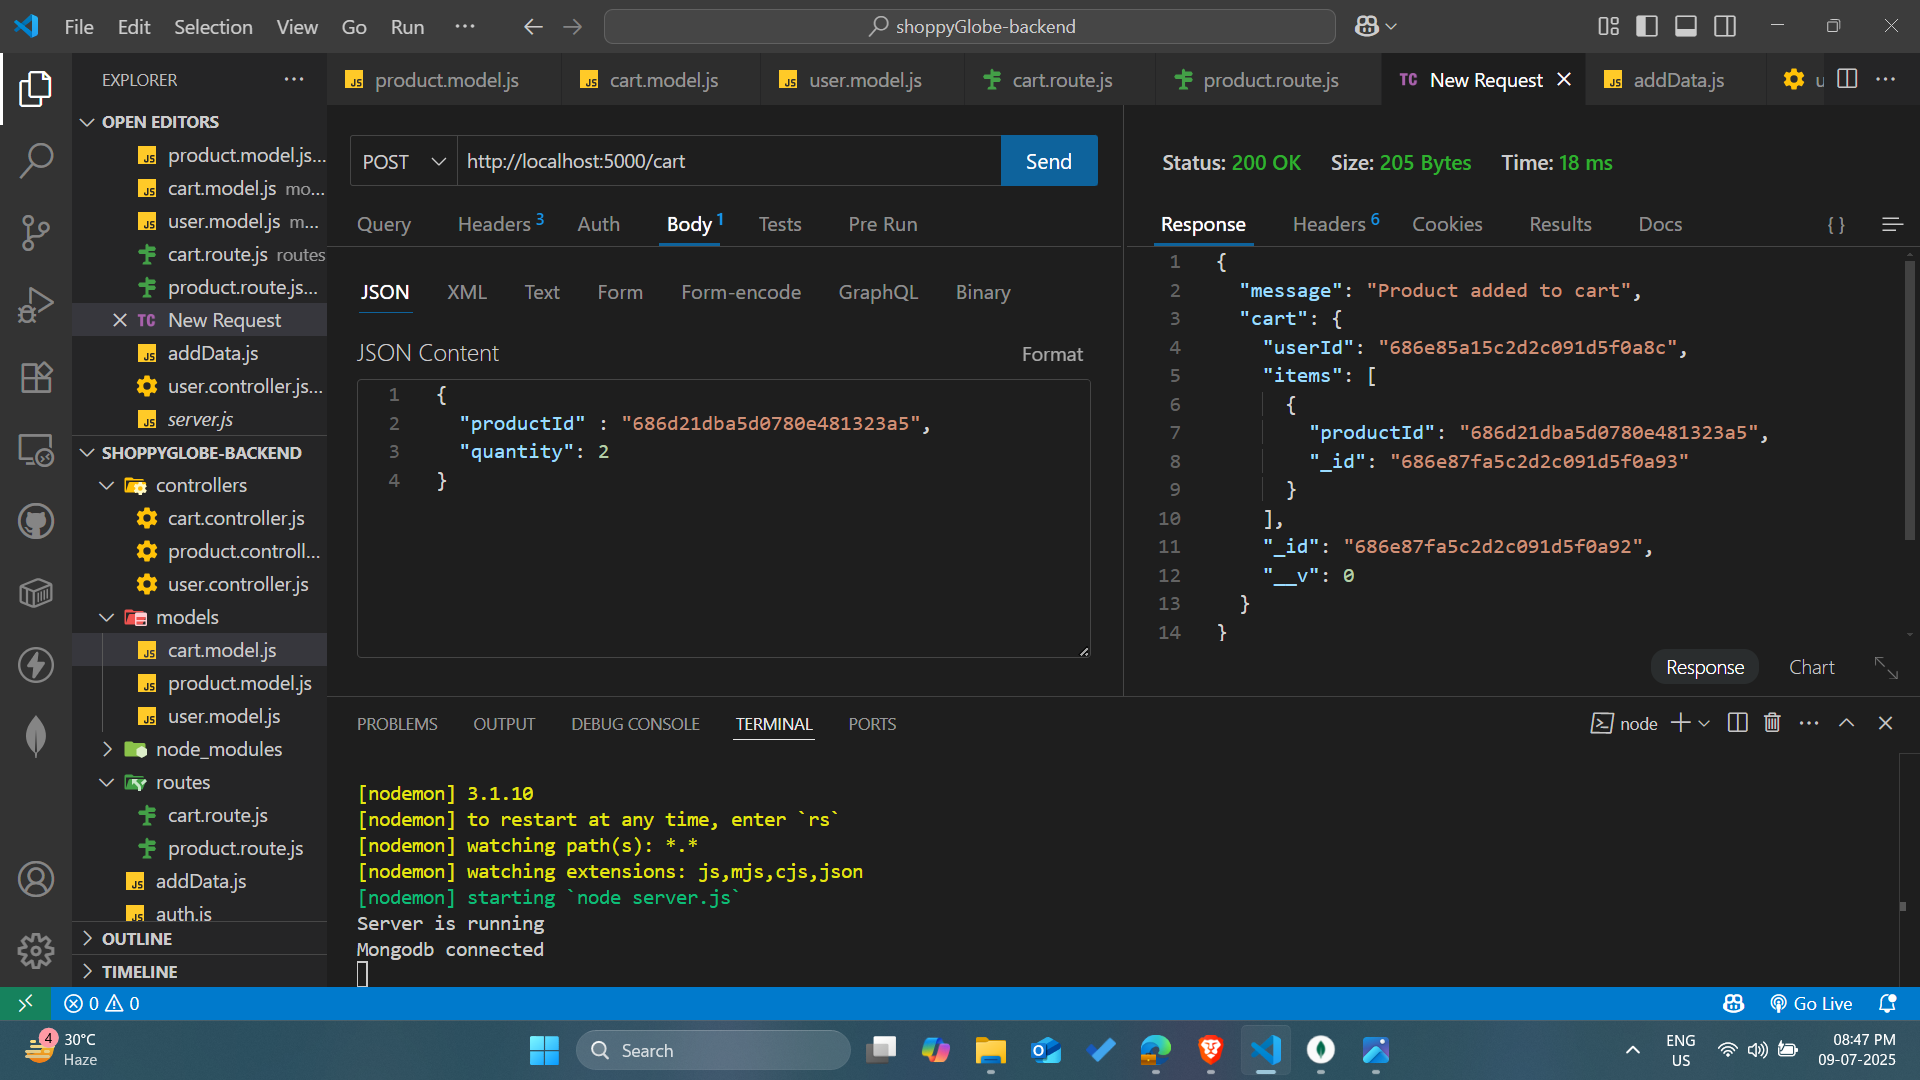 File Edit Selection View Go Run ··· shoppyGlobe-backend
EXPLORER ···
OPEN EDITORS
product.model.js...
cart.model.js mo...
user.model.js m...
cart.route.js routes
product.route.js...
TC New Request
addData.js
user.controller.js...
server.js
SHOPPYGLOBE-BACKEND
controllers
cart.controller.js
product.controll...
user.controller.js
models
cart.model.js
product.model.js
user.model.js
node_modules
routes
cart.route.js
product.route.js
addData.js
auth.js
OUTLINE
TIMELINE
product.model.js cart.model.js user.model.js cart.route.js product.route.js TC New Request addData.js u
POST http://localhost:5000/cart Send
Query Headers 3 Auth Body 1 Tests Pre Run
JSON XML Text Form Form-encode GraphQL Binary
JSON Content Format
1 {
2 "productId" : "686d21dba5d0780e481323a5",
3 "quantity": 2
4 }
Status: 200 OK Size: 205 Bytes Time: 18 ms
Response Headers 6 Cookies Results Docs { }
1 {
2 "message": "Product added to cart",
3 "cart": {
4 "userId": "686e85a15c2d2c091d5f0a8c",
5 "items": [
6 {
7 "productId": "686d21dba5d0780e481323a5",
8 "_id": "686e87fa5c2d2c091d5f0a93"
9 }
10 ],
11 "_id": "686e87fa5c2d2c091d5f0a92",
12 "__v": 0
13 }
14 }
Response Chart
PROBLEMS OUTPUT DEBUG CONSOLE TERMINAL PORTS node
[nodemon] 3.1.10
[nodemon] to restart at any time, enter `rs`
[nodemon] watching path(s): *.*
[nodemon] watching extensions: js,mjs,cjs,json
[nodemon] starting `node server.js`
Server is running
Mongodb connected
0 0 Go Live
4 30°C
Haze
Search
ENG
US
08:47 PM
09-07-2025